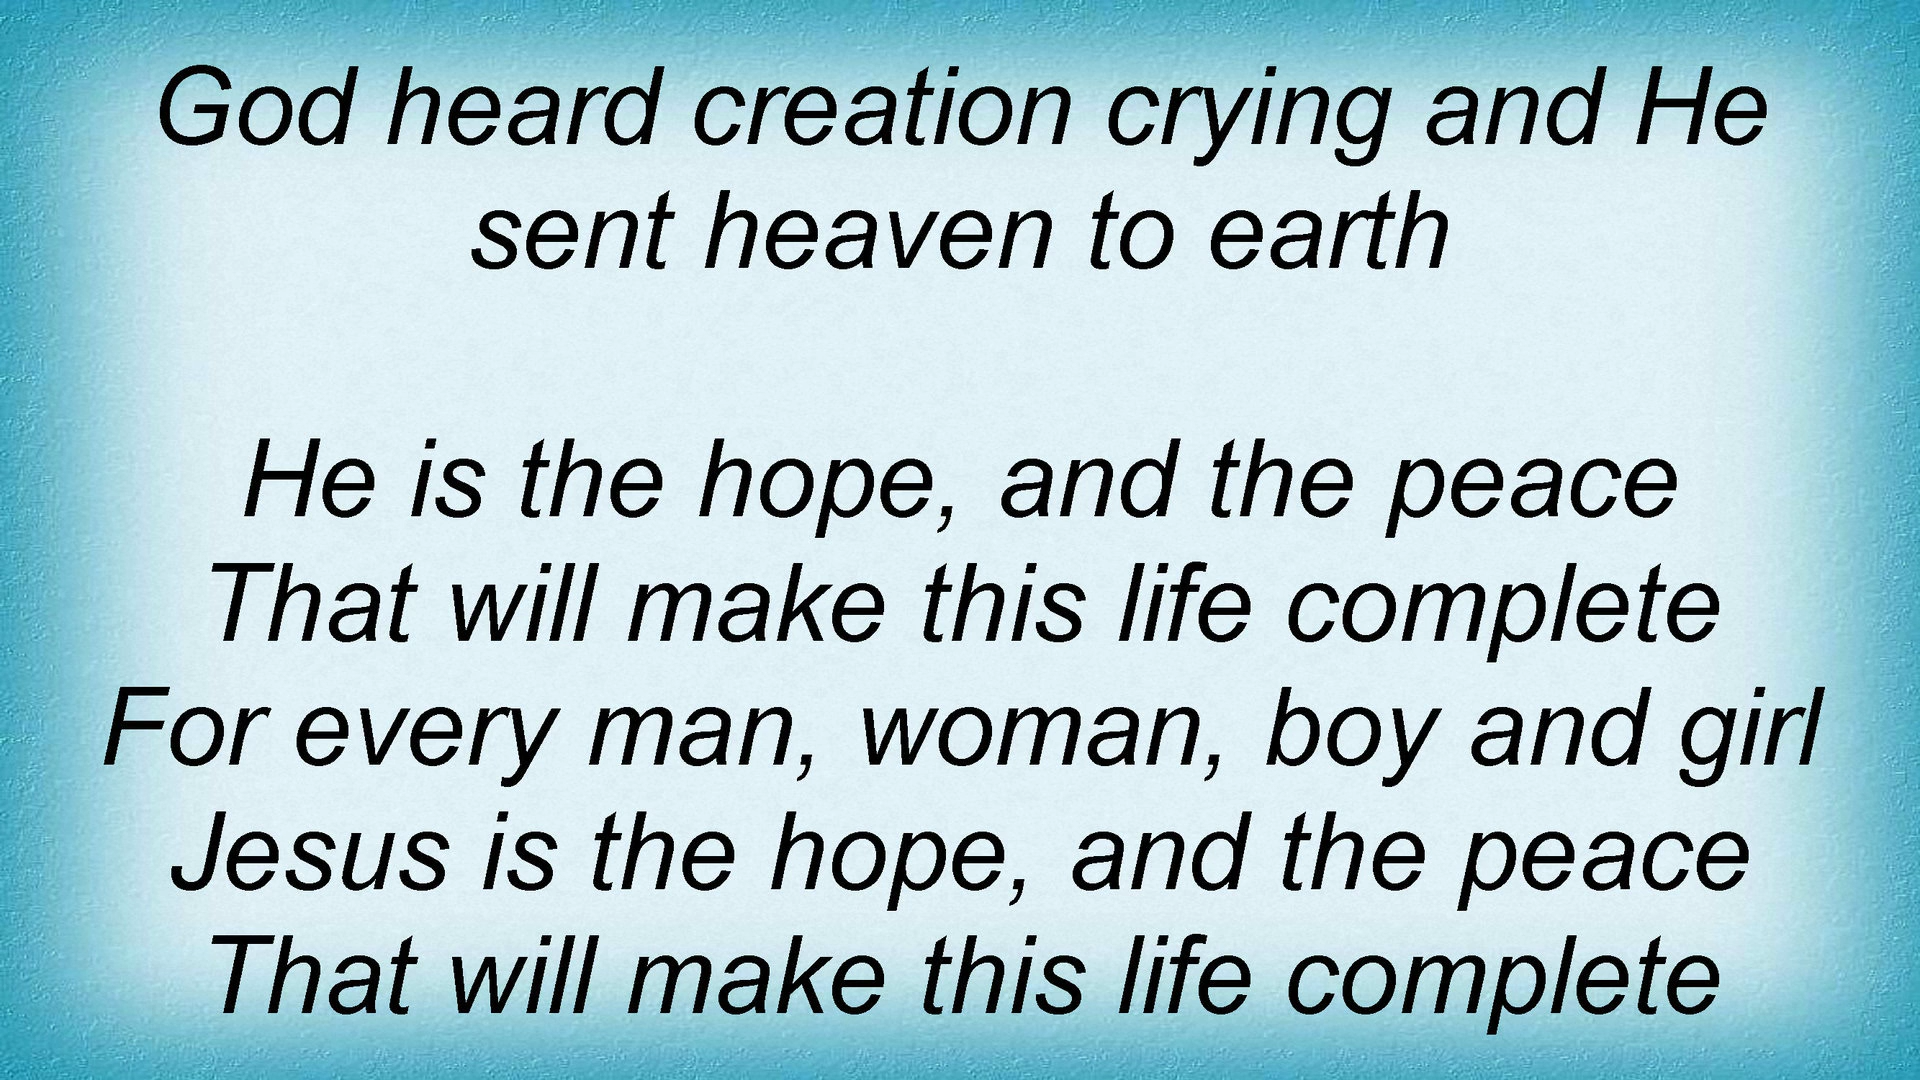 God heard creation crying and He
sent heaven to earth
He is the hope, and the peace
That will make this life complete
For every man, woman, boy and girl
Jesus is the hope, and the peace
That will make this life complete